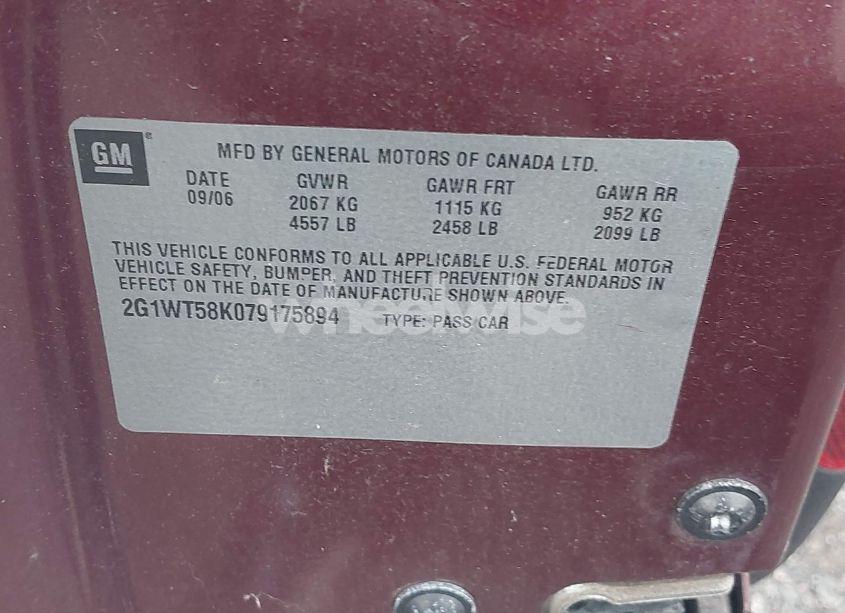 GM
MFD BY GENERAL MOTORS OF CANADA LTD.
DATE GVWR GAWR FRT GAWR RR
09/06 2067 KG 1115 KG 952 KG
4557 LB 2458 LB 2099 LB
THIS VEHICLE CONFORMS TO ALL APPLICABLE U.S. FEDERAL MOTOR
VEHICLE SAFETY, BUMPER, AND THEFT PREVENTION STANDARDS IN
EFFECT ON THE DATE OF MANUFACTURE SHOWN ABOVE.
2G1WT58K079175894 TYPE: PASS CAR
wheelwise